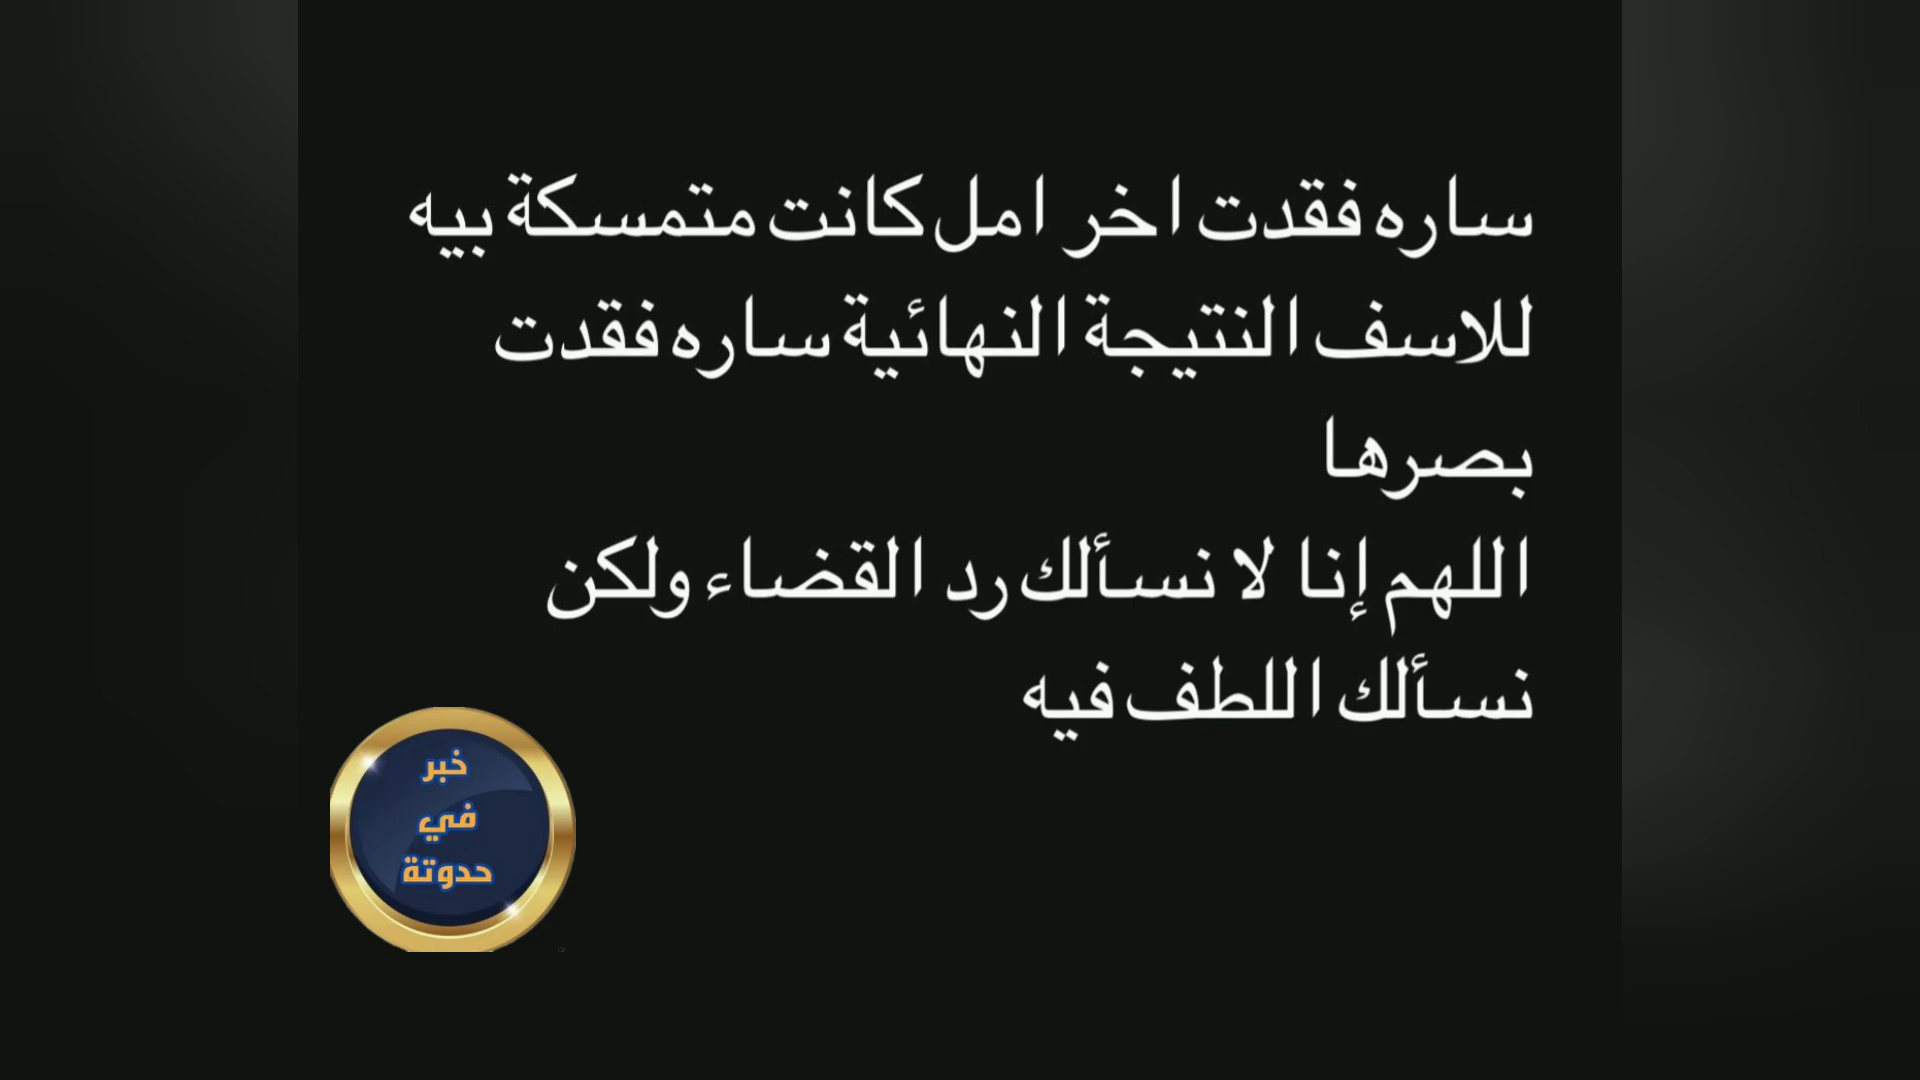 ساره فقدت اخر امل كانت متمسكة بيه
للاسف النتيجة النهائية ساره فقدت
بصرها
اللهم إنا لا نسألك رد القضاء ولكن
نسألك اللطف فيه
خبر
في
حدوتة